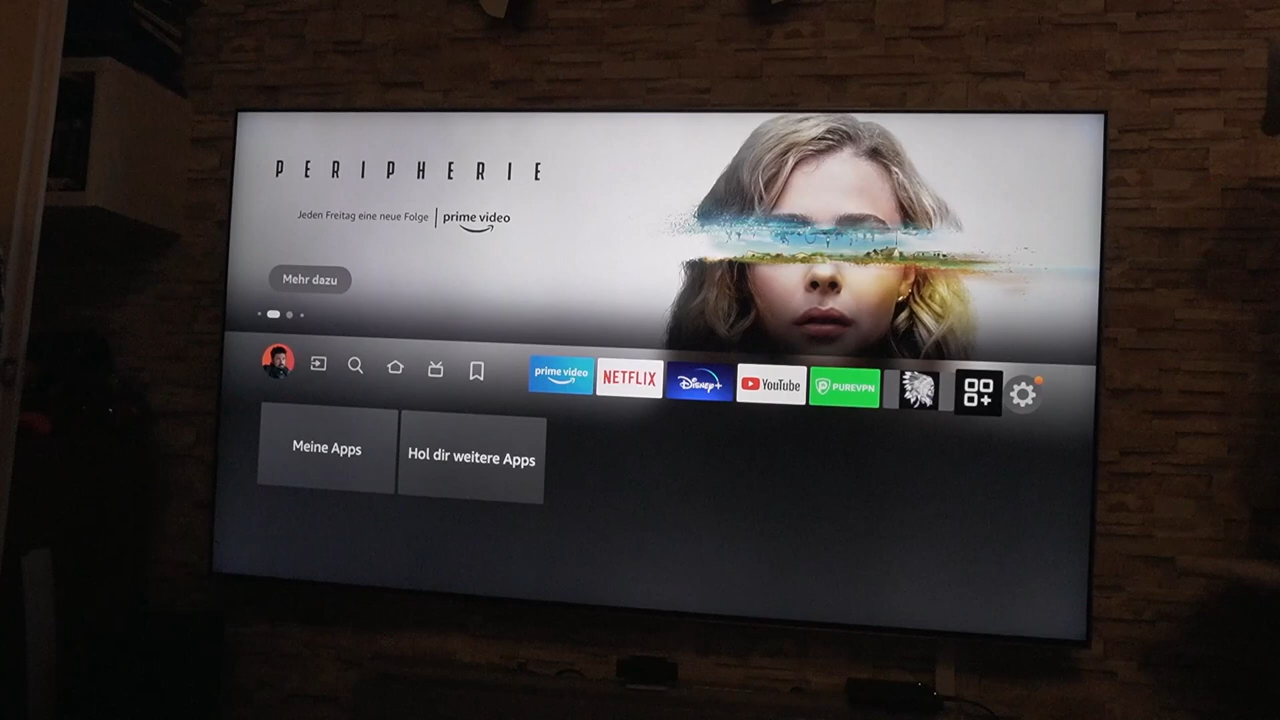 PERIPHERIE
Jeden Freitag eine neue Folge
prime video
Mehr dazu
prime video
NETFLIX
Disney+
YouTube
PUREVPN
Meine Apps
Hol dir weitere Apps